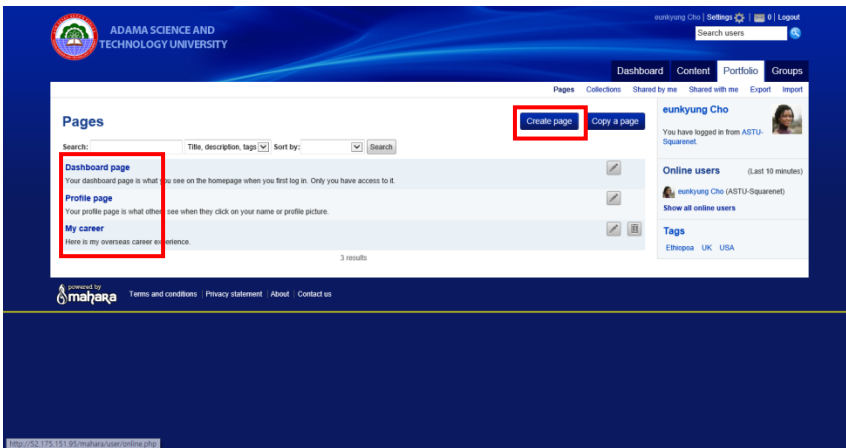 eunkyung Cho | Settings | 0 | Logout
ADAMA SCIENCE AND
TECHNOLOGY UNIVERSITY
Search users
Dashboard Content Portfolio Groups
Pages Collections Shared by me Shared with me Export Import
Pages
Create page Copy a page
Search: Title, description, tags Sort by: Search
Dashboard page
Your dashboard page is what you see on the homepage when you first log in. Only you have access to it.
Profile page
Your profile page is what others see when they click on your name or profile picture.
My career
Here is my overseas career experience.
3 results
eunkyung Cho
You have logged in from ASTU-
Squarenet.
Online users (Last 10 minutes)
eunkyung Cho (ASTU-Squarenet)
Show all online users
Tags
Ethiopoa UK USA
powered by
mahara
Terms and conditions | Privacy statement | About | Contact us
http://52.175.151.95/mahara/user/online.php